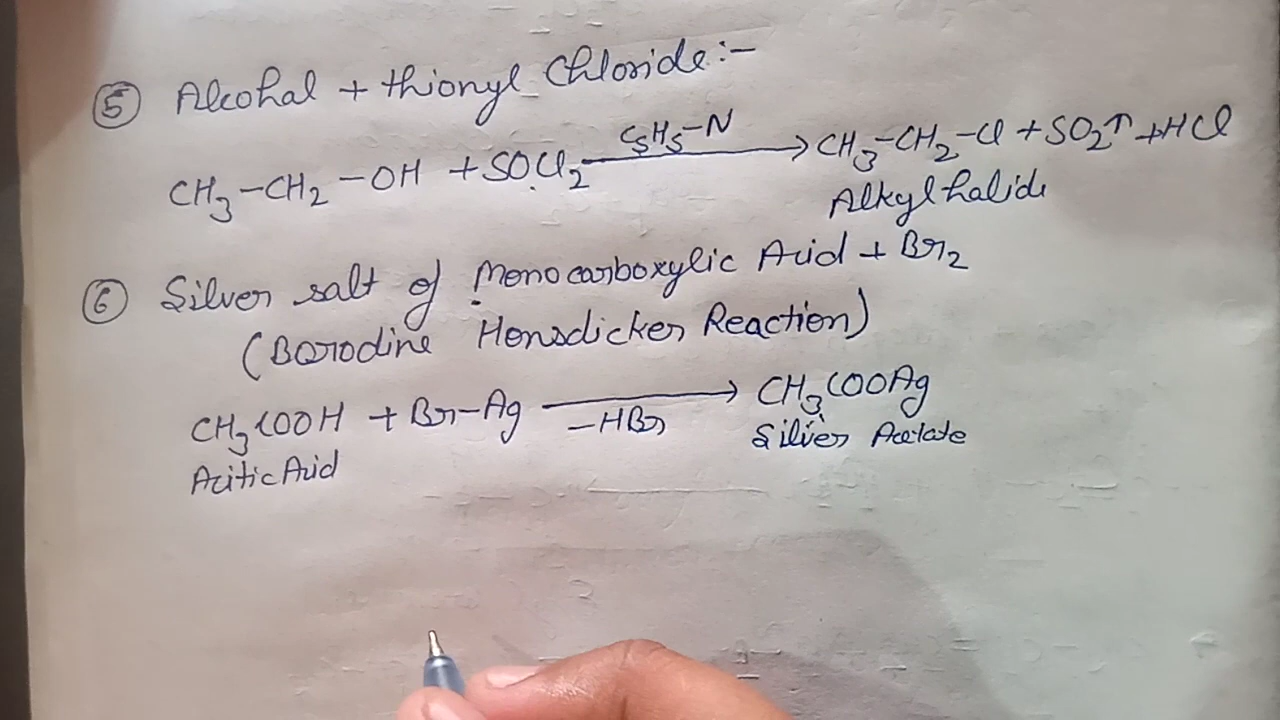 ⑤ Alcohal + thionyl Chloride:-
CH₃-CH₂-OH + SOCl₂ C₅H₅-N → CH₃-CH₂-Cl + SO₂↑ + HCl
Alkyl halide
⑥ Silver salt of Monocarboxylic Acid + Br₂
(Borodine Honsdicker Reaction)
CH₃COOH + Br-Ag -HBr → CH₃COOAg
Acitic Acid Silver Acetate